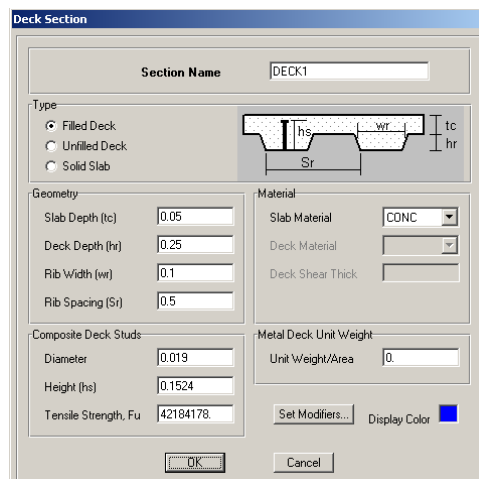 Deck Section
Section Name DECK1
Type
Filled Deck
Unfilled Deck
Solid Slab
hs wr tc
hr
Sr
Geometry
Slab Depth (tc) 0.05
Deck Depth (hr) 0.25
Rib Width (wr) 0.1
Rib Spacing (Sr) 0.5
Material
Slab Material CONC
Deck Material
Deck Shear Thick
Composite Deck Studs
Diameter 0.019
Height (hs) 0.1524
Tensile Strength, Fu 42184178.
Metal Deck Unit Weight
Unit Weight/Area 0.
Set Modifiers... Display Color
OK Cancel